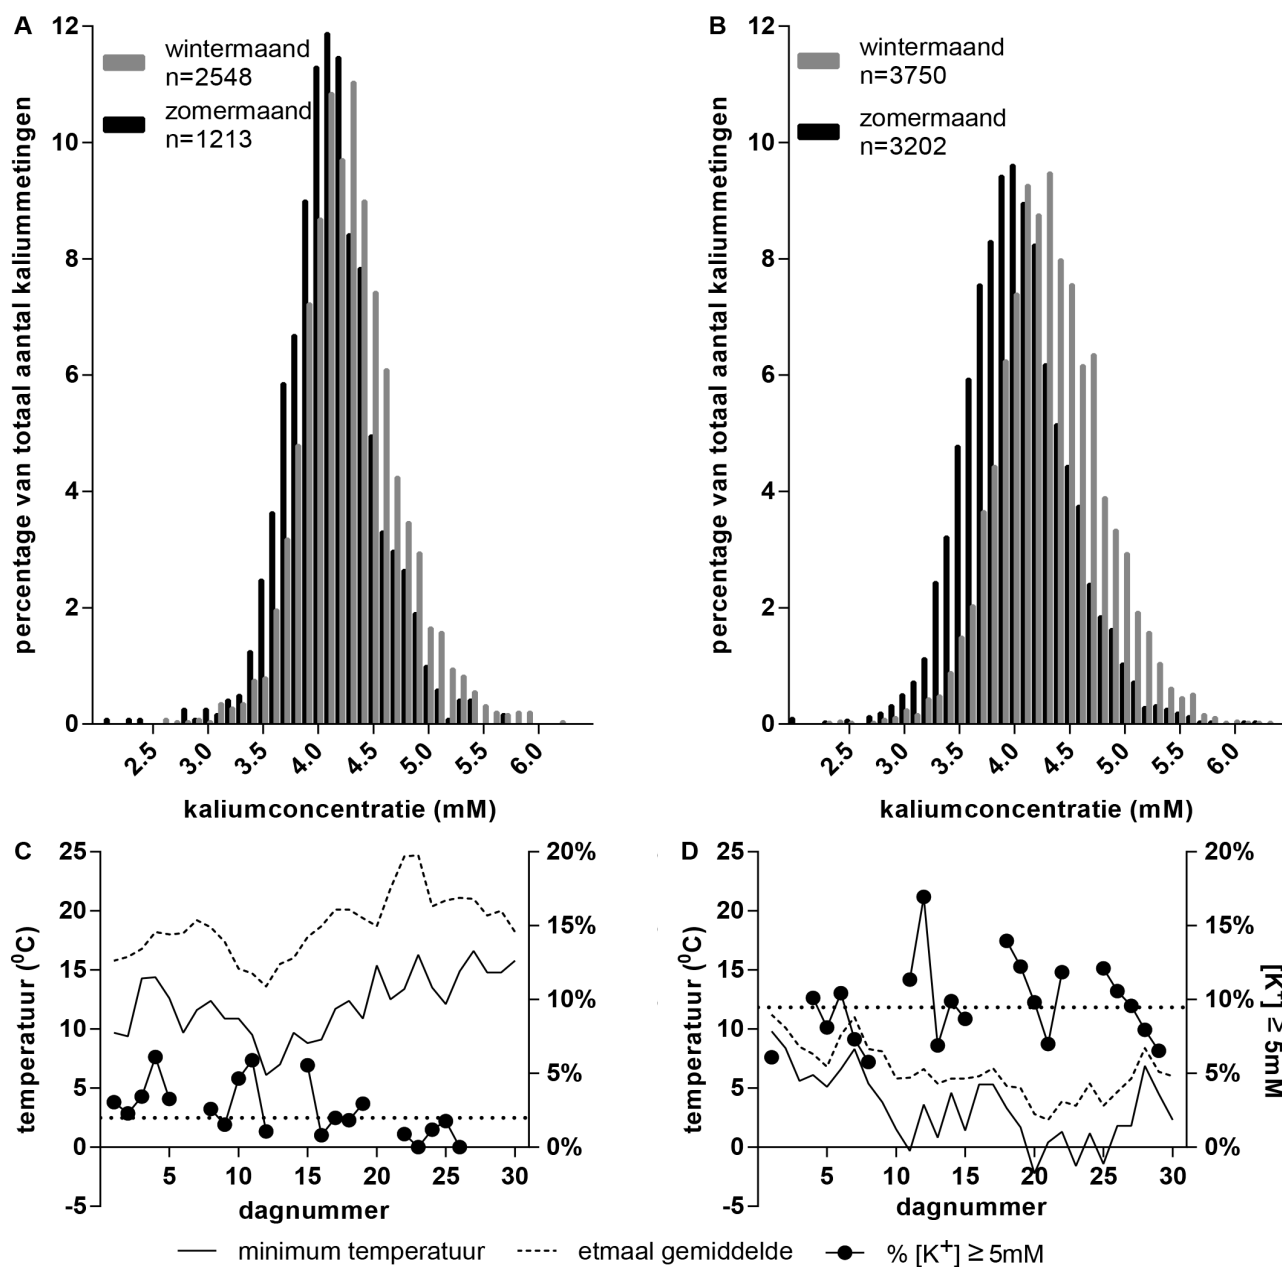 A
12
10
8
6
4
2
0
percentage van totaal aantal kaliummetingen
wintermaand
n=2548
zomermaand
n=1213
2.5 3.0 3.5 4.0 4.5 5.0 5.5 6.0
kaliumconcentratie (mM)
B
12
10
8
6
4
2
0
percentage van totaal aantal kaliummetingen
wintermaand
n=3750
zomermaand
n=3202
2.5 3.0 3.5 4.0 4.5 5.0 5.5 6.0
kaliumconcentratie (mM)
C
25
20
15
10
5
0
-5
temperatuur (⁰C)
20%
15%
10%
5%
0%
5 10 15 20 25 30
dagnummer
D
25
20
15
10
5
0
-5
temperatuur (⁰C)
20%
15%
10%
5%
0%
[K⁺] ≥ 5mM
5 10 15 20 25 30
dagnummer
minimum temperatuur etmaal gemiddelde % [K⁺] ≥ 5mM